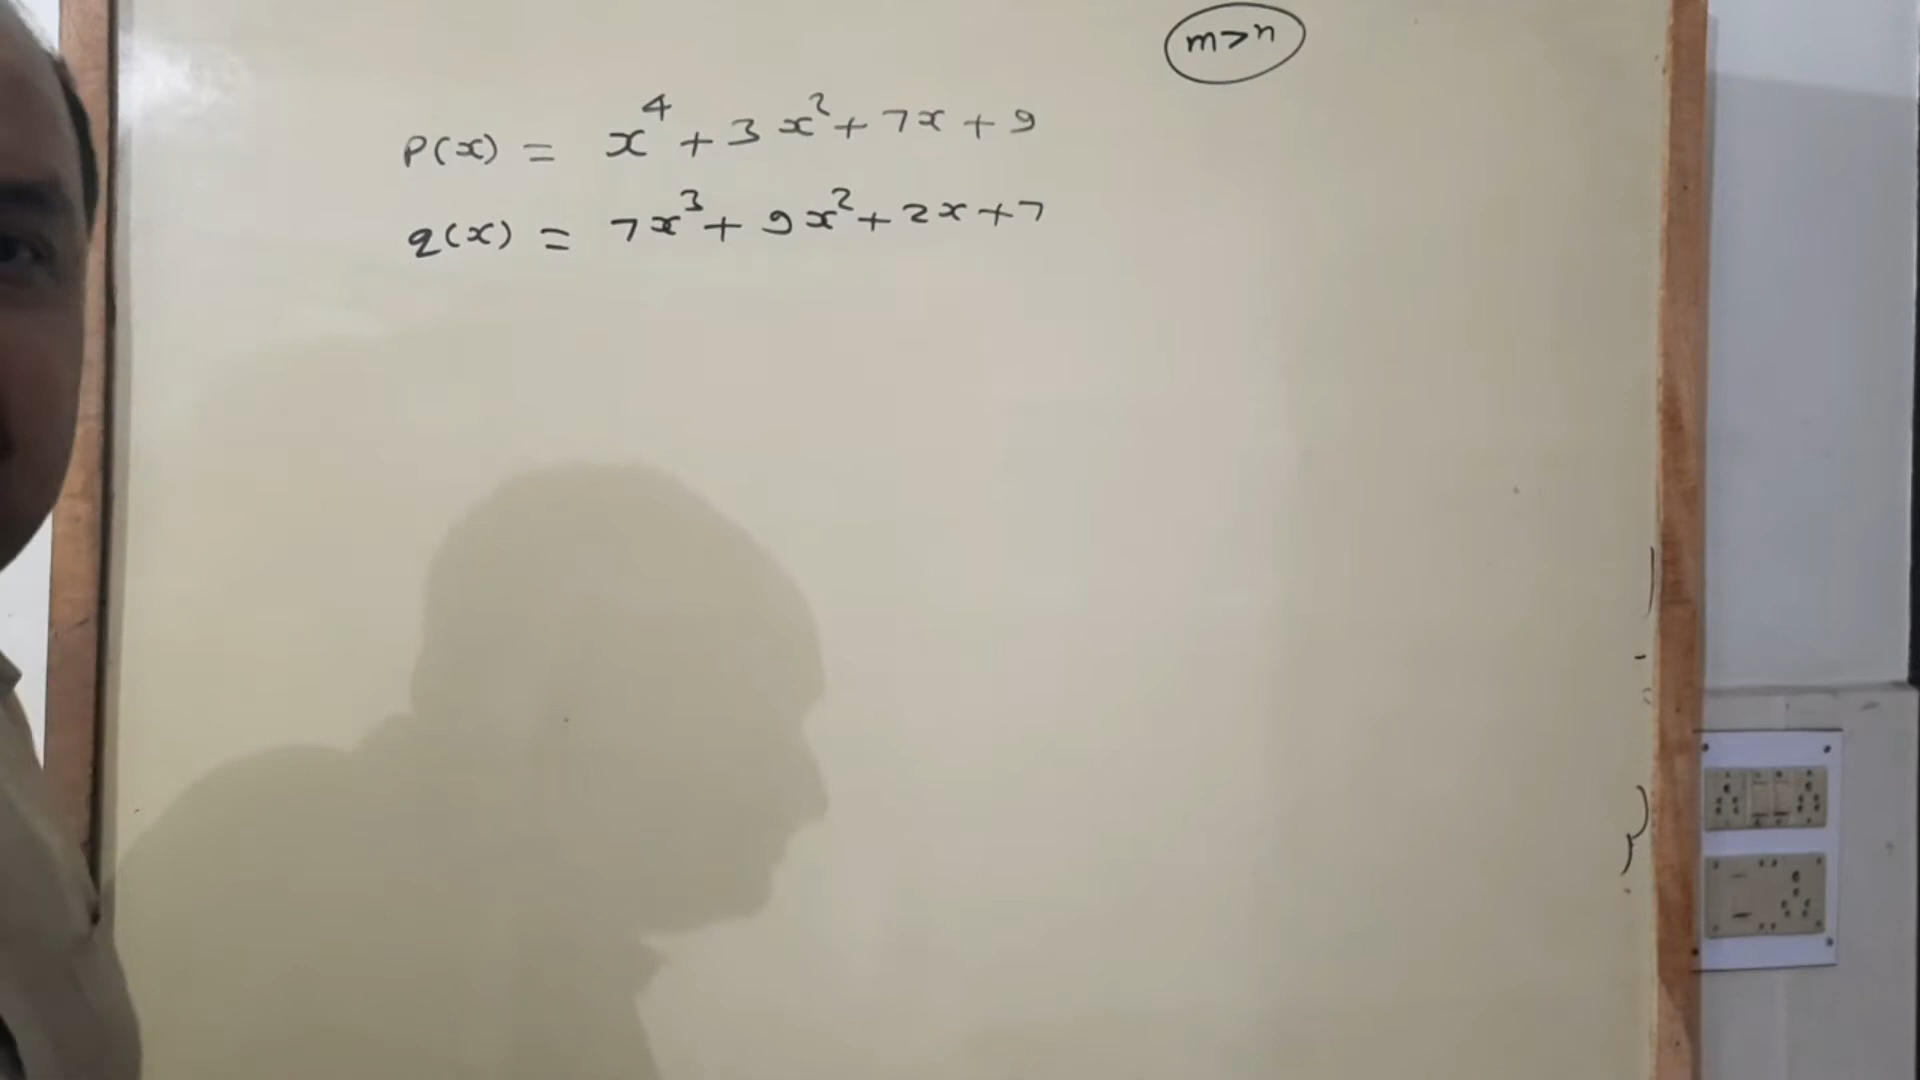 m>n
P(x) = x⁴ + 3x² + 7x + 9
q(x) = 7x³ + 9x² + 2x + 7